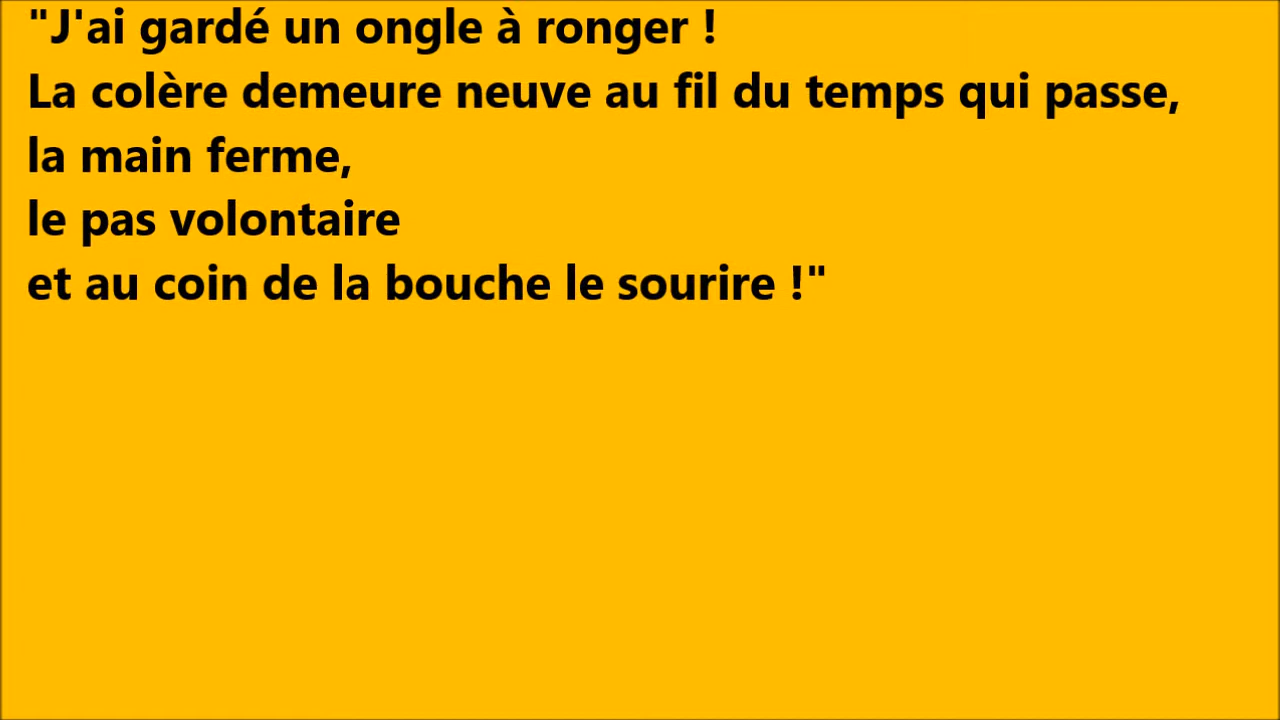 "J'ai gardé un ongle à ronger !
La colère demeure neuve au fil du temps qui passe,
la main ferme,
le pas volontaire
et au coin de la bouche le sourire !"